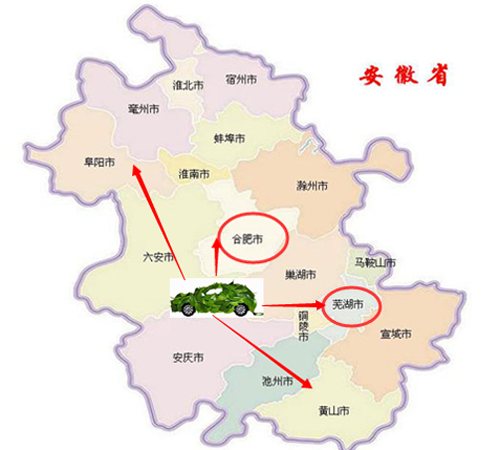 安徽省
淮北市
宿州市
亳州市
蚌埠市
阜阳市
淮南市
滁州市
合肥市
六安市
马鞍山市
巢湖市
芜湖市
铜陵市
宣城市
安庆市
池州市
黄山市